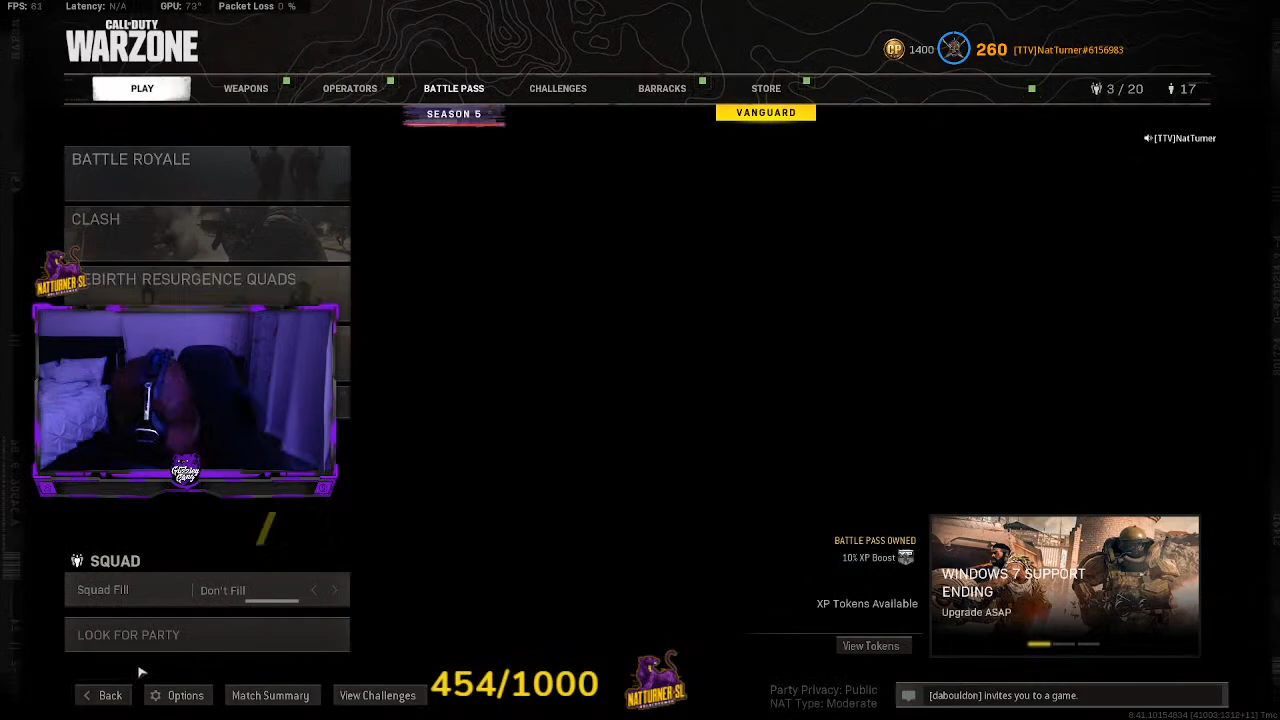 FPS: 61 Latency: N/A GPU: 73° Packet Loss 0 %
CALL·DUTY
WARZONE
CP 1400 260 [TTV]NatTurner#6156983
PLAY WEAPONS OPERATORS BATTLE PASS CHALLENGES BARRACKS STORE 3 / 20 17
SEASON 5 VANGUARD
[TTV]NatTurner
BATTLE ROYALE
CLASH
EBIRTH RESURGENCE QUADS
NATTURNER-SL
SQUAD
Squad Fill Don't Fill
LOOK FOR PARTY
BATTLE PASS OWNED
10% XP Boost
XP Tokens Available
View Tokens
WINDOWS 7 SUPPORT
ENDING
Upgrade ASAP
Back Options Match Summary View Challenges
454/1000
NATTURNER-SL
Party Privacy: Public
NAT Type: Moderate
[dabouldon] invites you to a game.